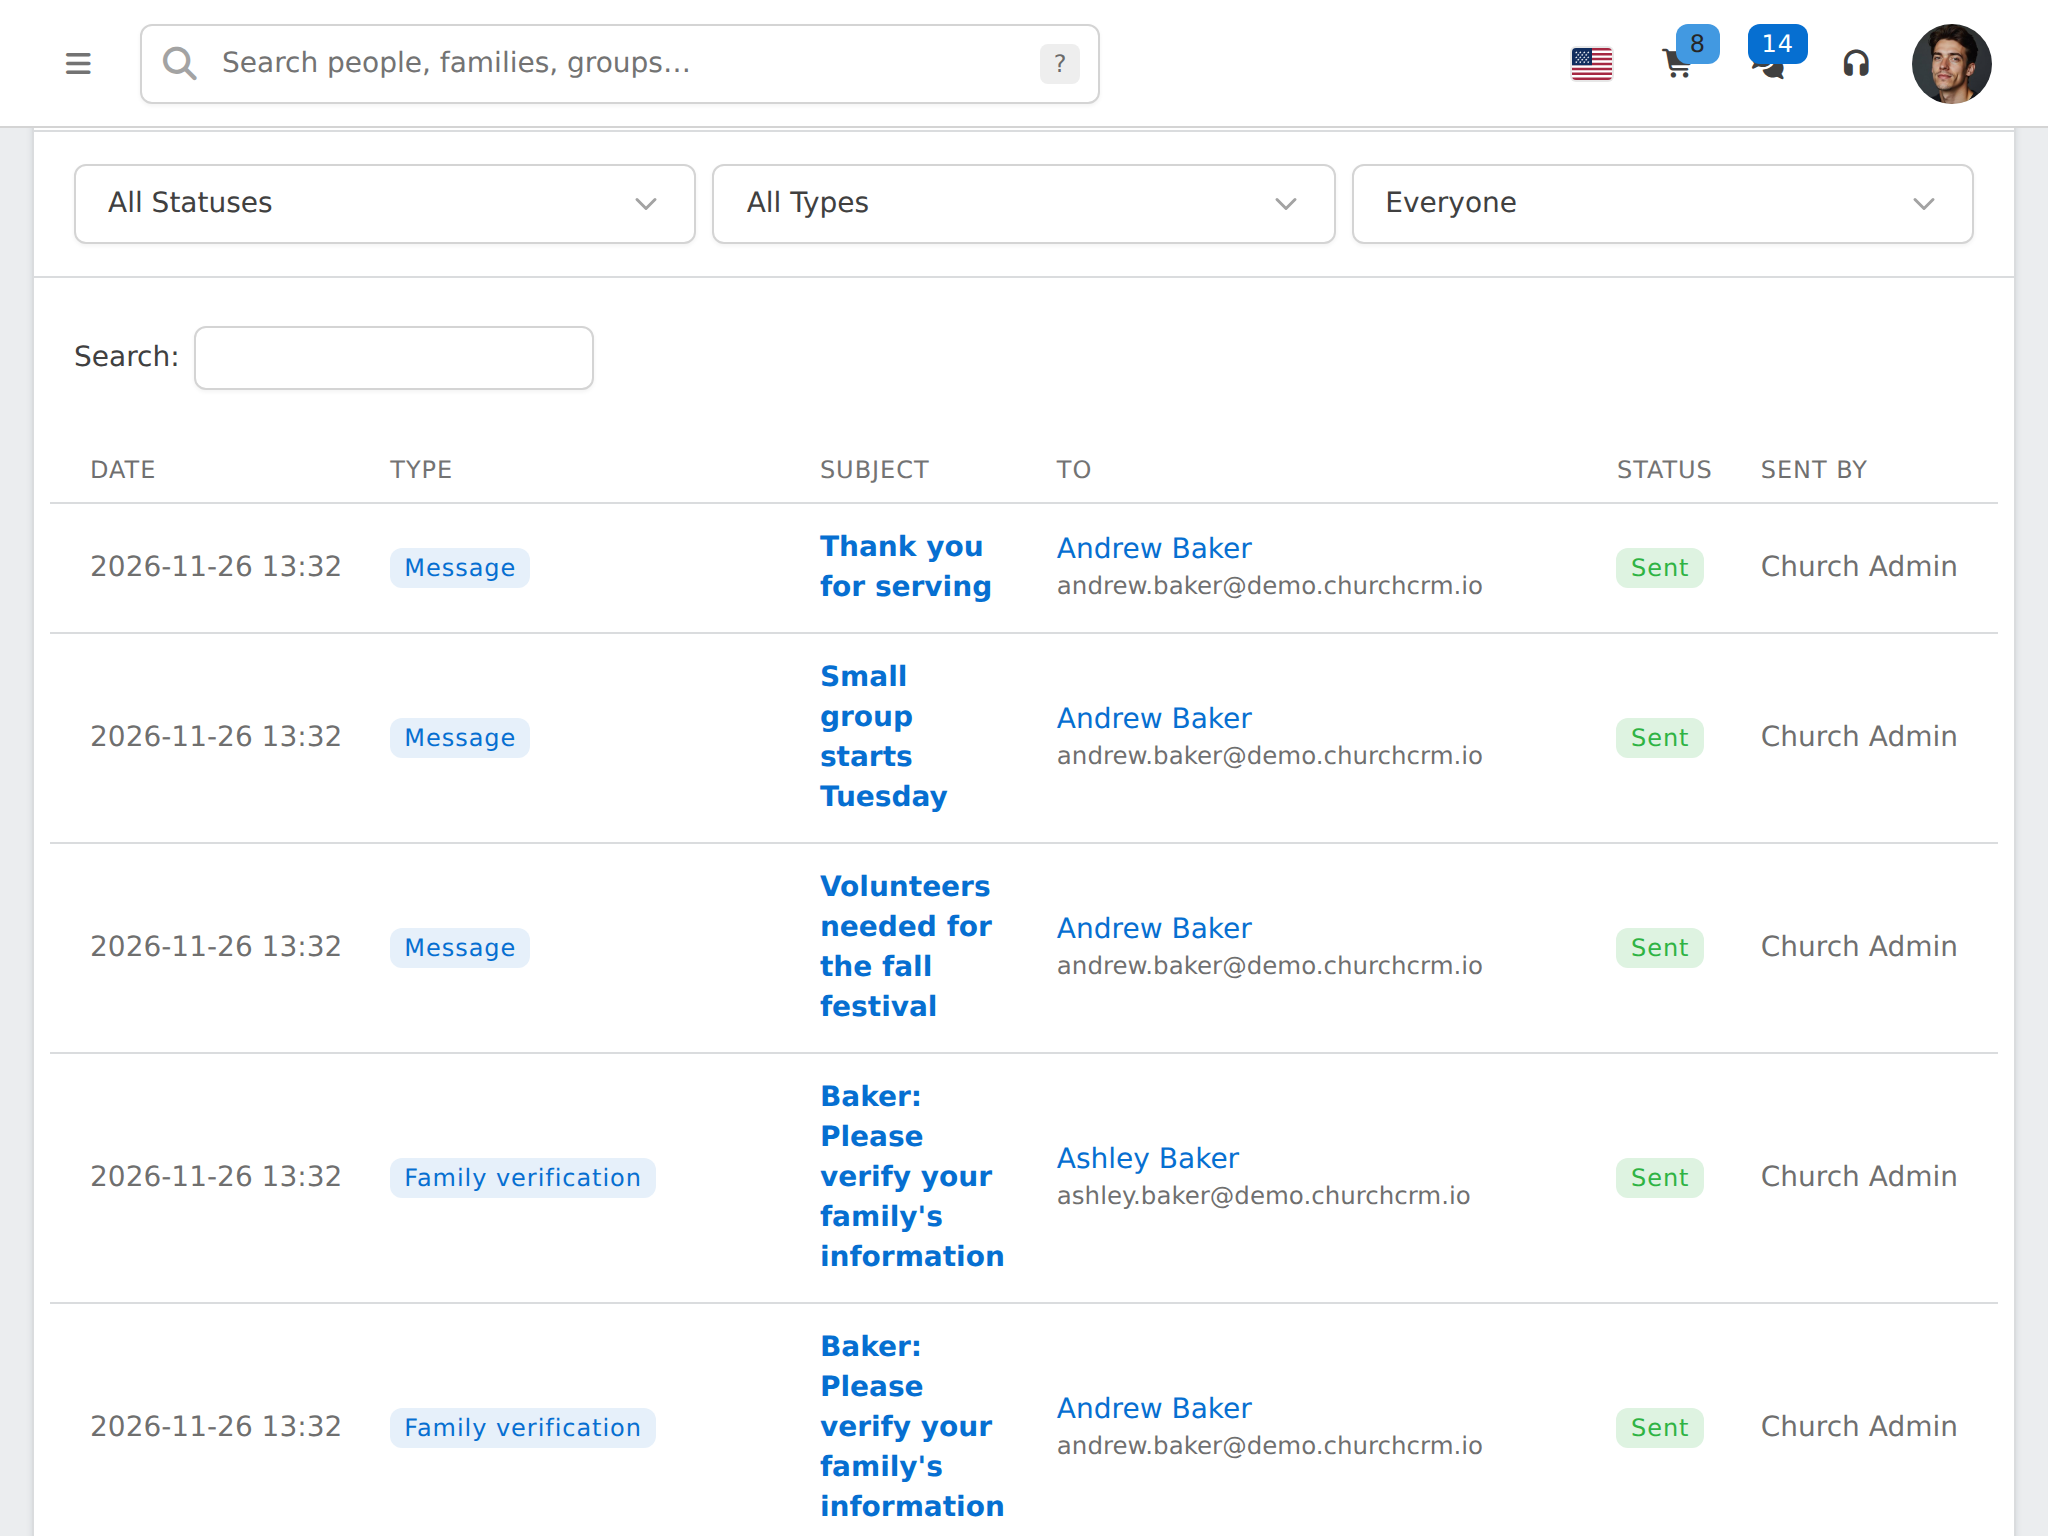 Search people, families, groups...
?
8
14
All Statuses
All Types
Everyone
Search:
DATE TYPE SUBJECT TO STATUS SENT BY
2026-11-26 13:32
Message
Thank you
for serving
Andrew Baker
andrew.baker@demo.churchcrm.io
Sent
Church Admin
2026-11-26 13:32
Message
Small
group
starts
Tuesday
Andrew Baker
andrew.baker@demo.churchcrm.io
Sent
Church Admin
2026-11-26 13:32
Message
Volunteers
needed for
the fall
festival
Andrew Baker
andrew.baker@demo.churchcrm.io
Sent
Church Admin
2026-11-26 13:32
Family verification
Baker:
Please
verify your
family's
information
Ashley Baker
ashley.baker@demo.churchcrm.io
Sent
Church Admin
2026-11-26 13:32
Family verification
Baker:
Please
verify your
family's
information
Andrew Baker
andrew.baker@demo.churchcrm.io
Sent
Church Admin